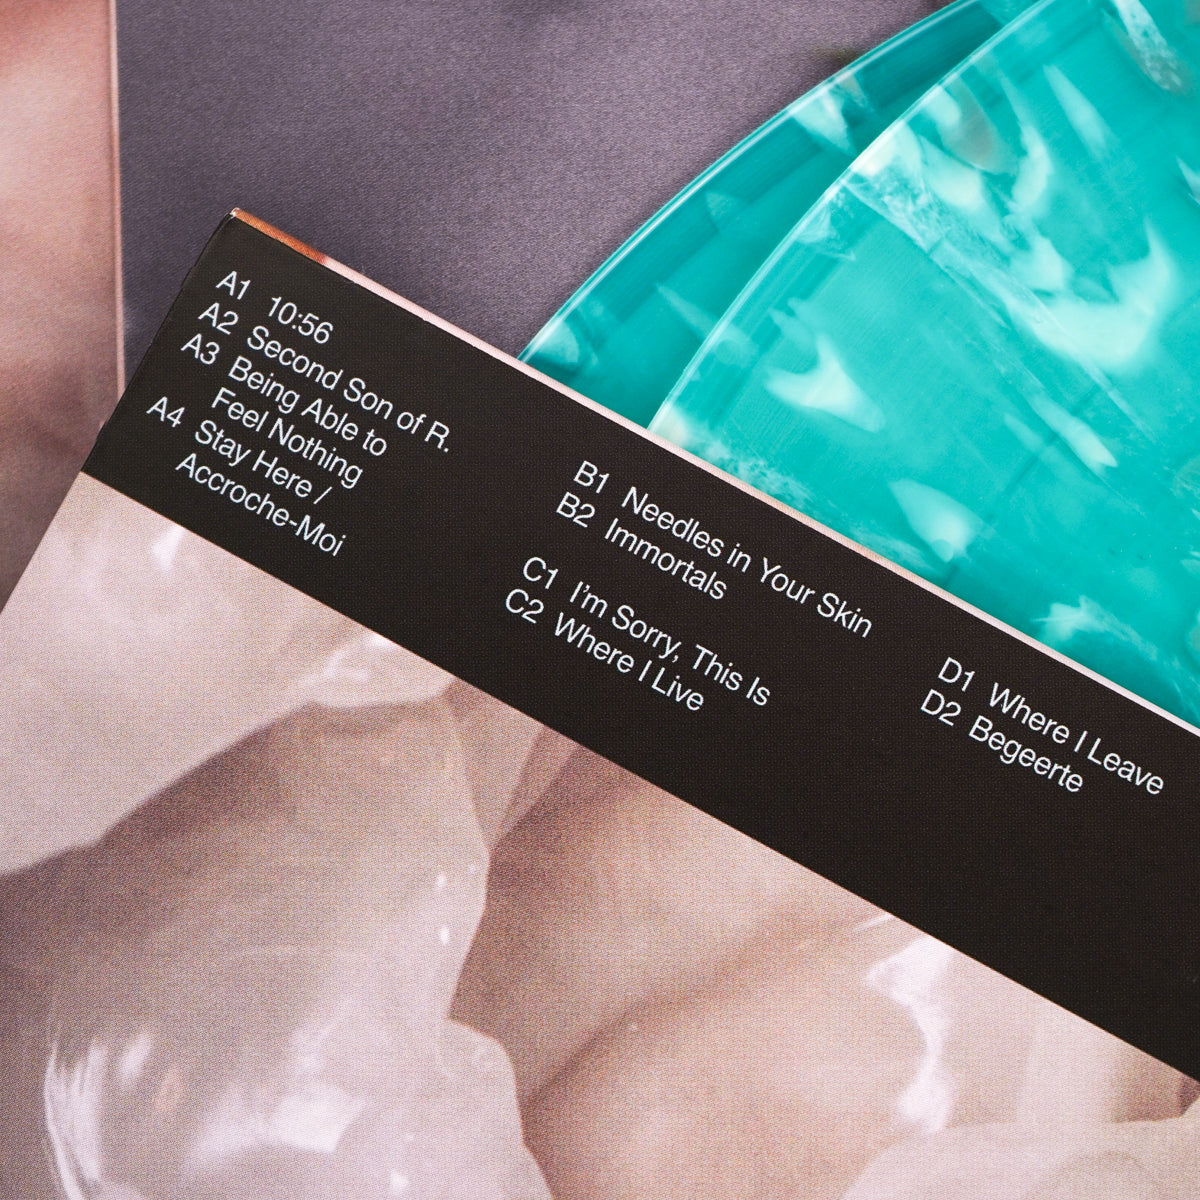 A1 10:56
A2 Second Son of R.
A3 Being Able to
Feel Nothing
A4 Stay Here /
Accroche-Moi
B1 Needles in Your Skin
B2 Immortals
C1 I'm Sorry, This Is
C2 Where I Live
D1 Where I Leave
D2 Begeerte